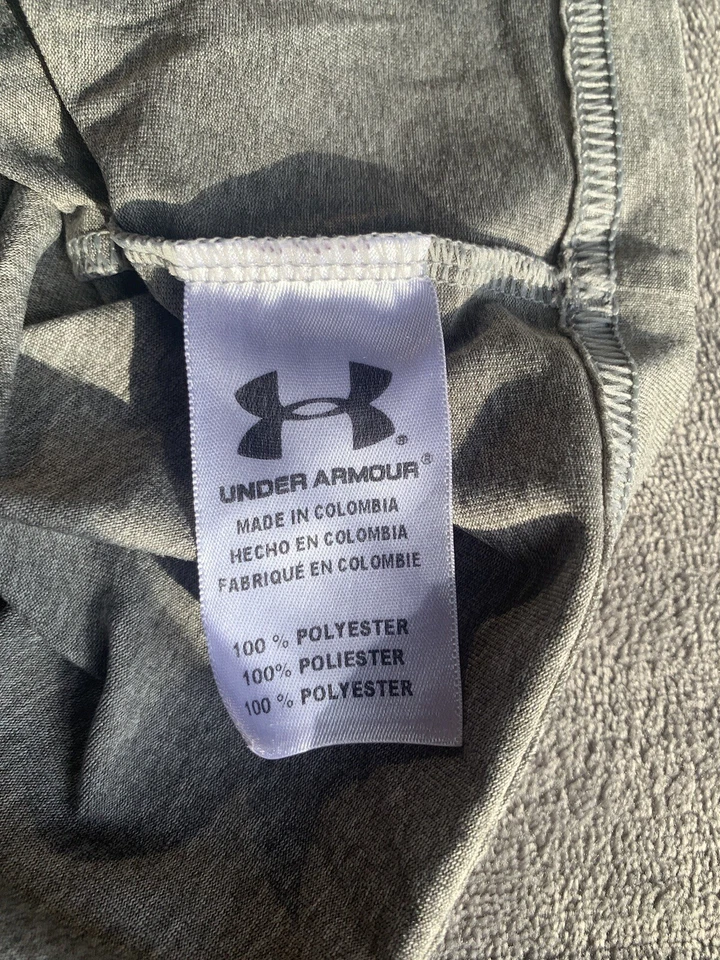 ®
UNDER ARMOUR®
MADE IN COLOMBIA
HECHO EN COLOMBIA
FABRIQUÉ EN COLOMBIE
100 % POLYESTER
100% POLIESTER
100 % POLYESTER